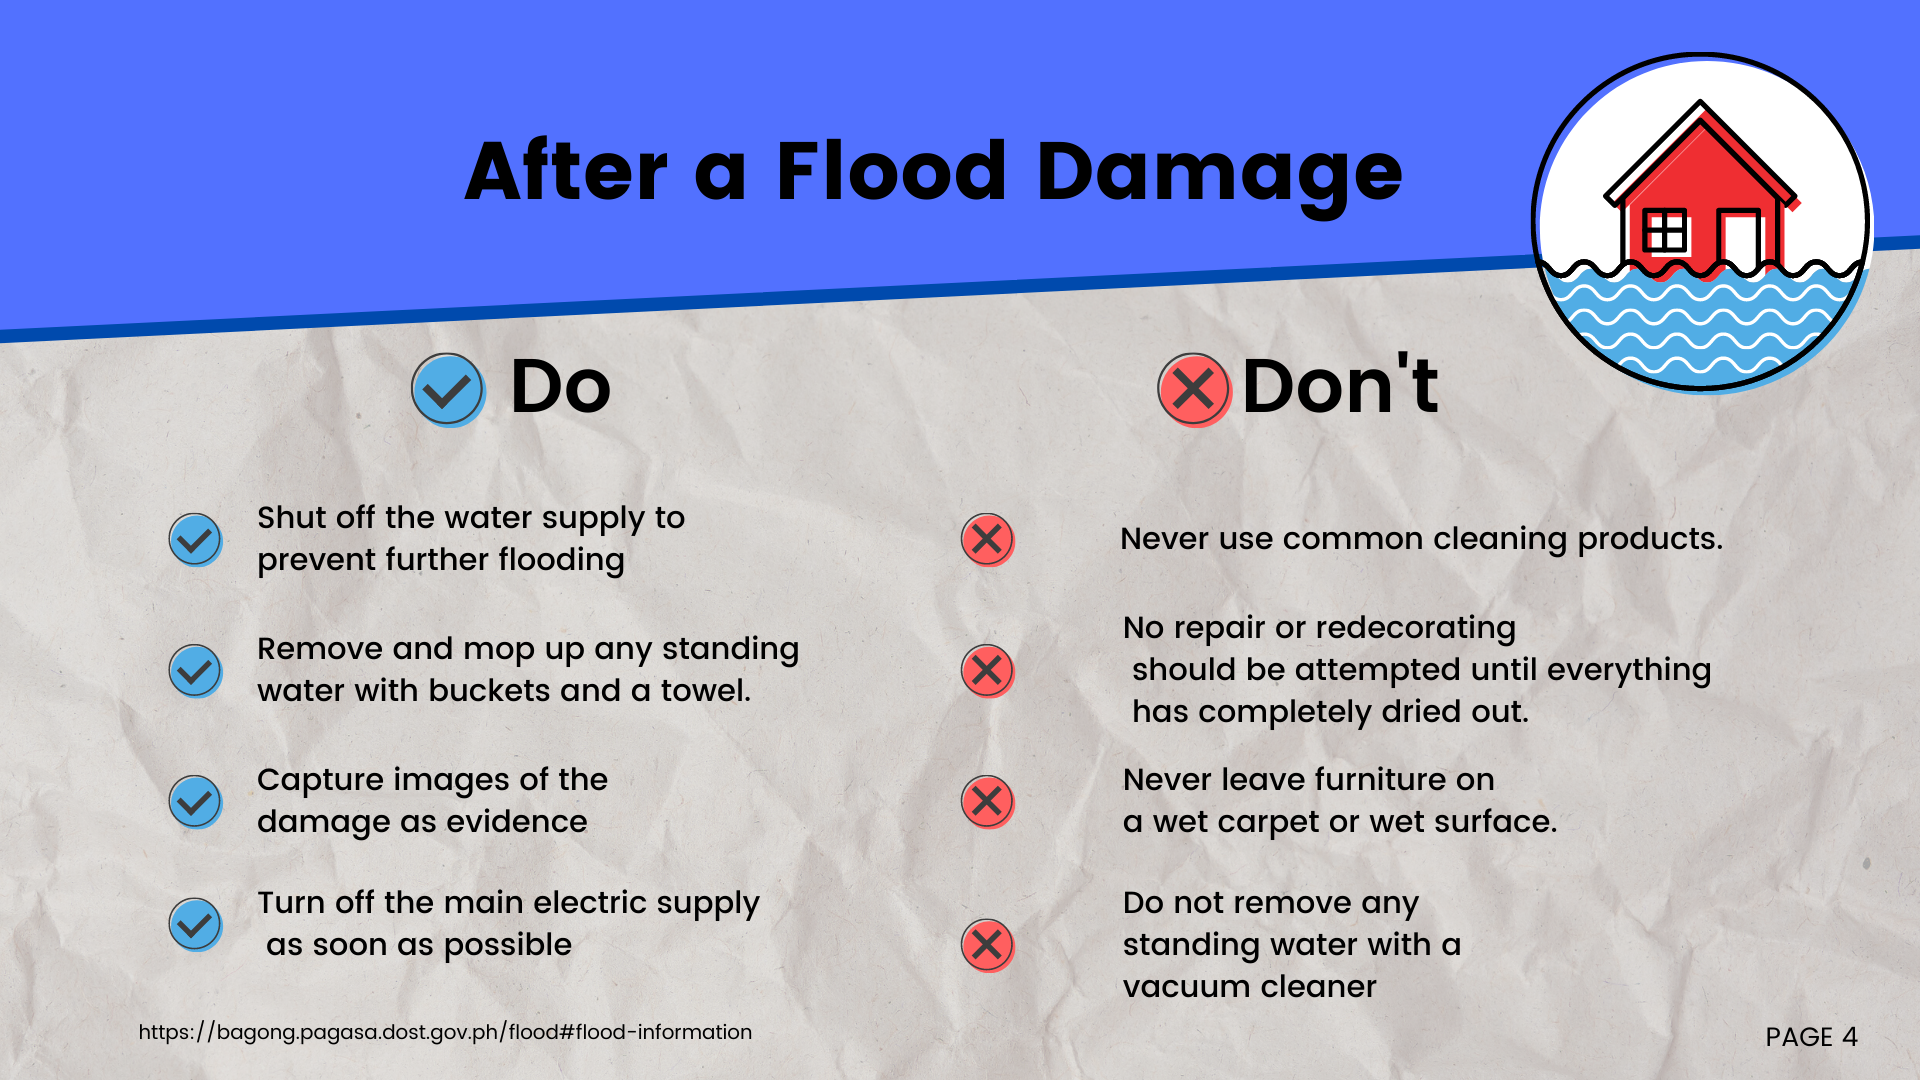 After a Flood Damage
Do
Shut off the water supply to
prevent further flooding
Remove and mop up any standing
water with buckets and a towel.
Capture images of the
damage as evidence
Turn off the main electric supply
as soon as possible
Don't
Never use common cleaning products.
No repair or redecorating
should be attempted until everything
has completely dried out.
Never leave furniture on
a wet carpet or wet surface.
Do not remove any
standing water with a
vacuum cleaner
https://bagong.pagasa.dost.gov.ph/flood#flood-information
PAGE 4